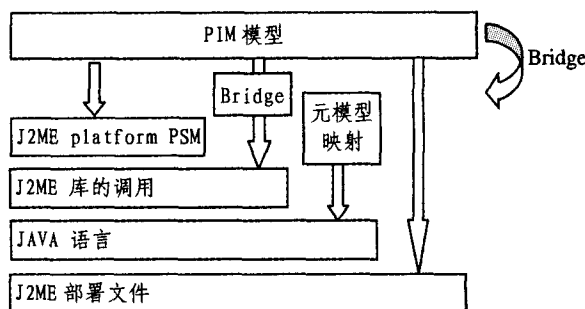 PIM 模型
Bridge
Bridge
元模型
映射
J2ME platform PSM
J2ME 库的调用
JAVA 语言
J2ME 部署文件